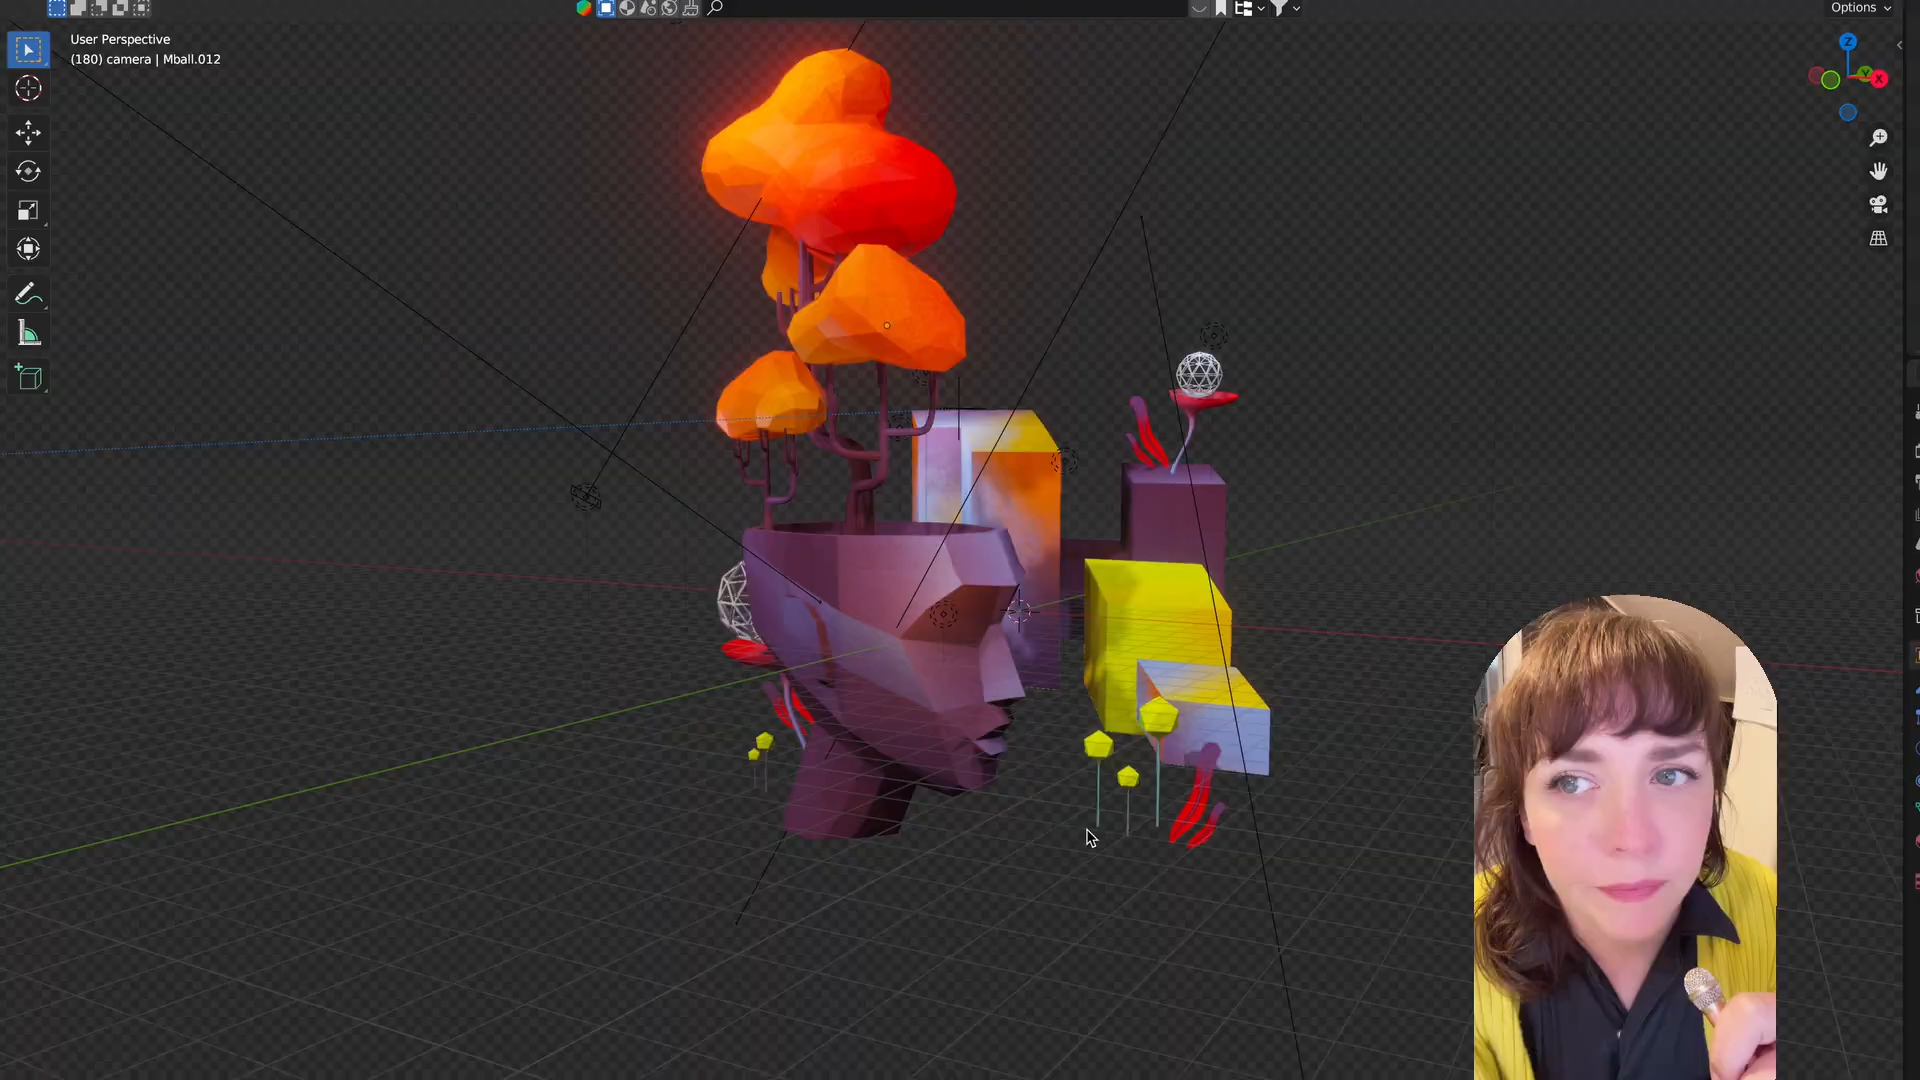 Options
User Perspective
(180) camera | Mball.012
Z
Y
X